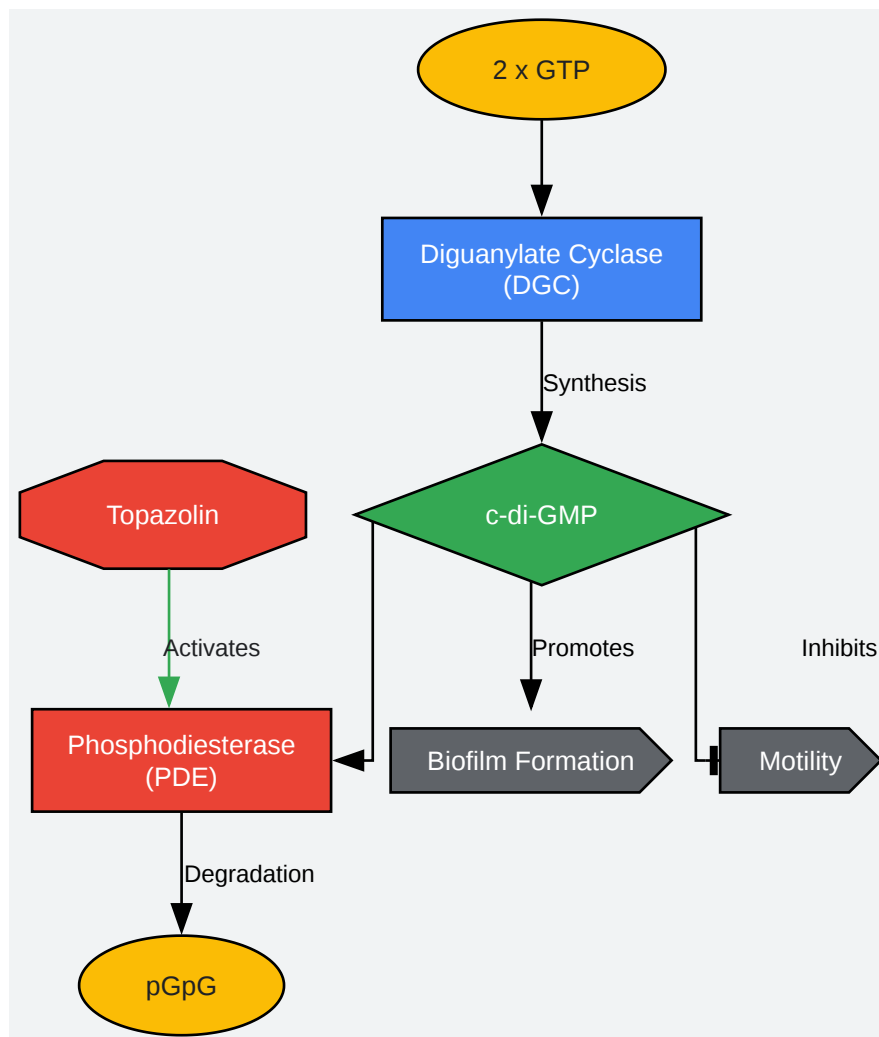 2 x GTP
Diguanylate Cyclase
(DGC)
Synthesis
Topazolin
c-di-GMP
Activates
Promotes
Inhibits
Phosphodiesterase
(PDE)
Biofilm Formation
Motility
Degradation
pGpG